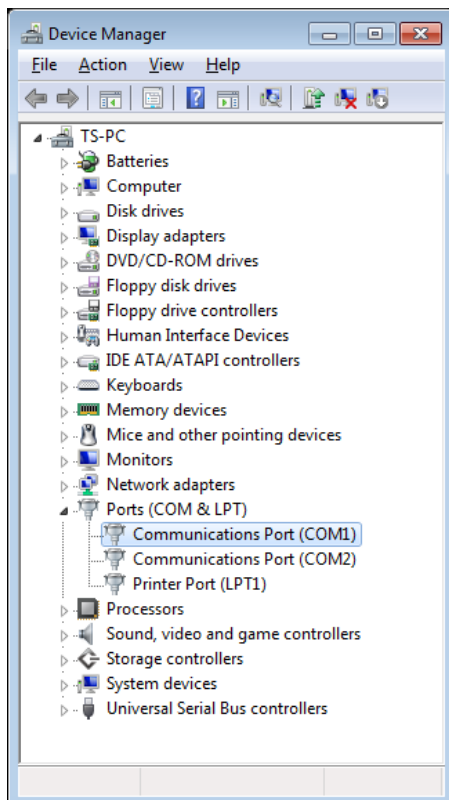 Device Manager
File Action View Help
TS-PC
Batteries
Computer
Disk drives
Display adapters
DVD/CD-ROM drives
Floppy disk drives
Floppy drive controllers
Human Interface Devices
IDE ATA/ATAPI controllers
Keyboards
Memory devices
Mice and other pointing devices
Monitors
Network adapters
Ports (COM & LPT)
Communications Port (COM1)
Communications Port (COM2)
Printer Port (LPT1)
Processors
Sound, video and game controllers
Storage controllers
System devices
Universal Serial Bus controllers